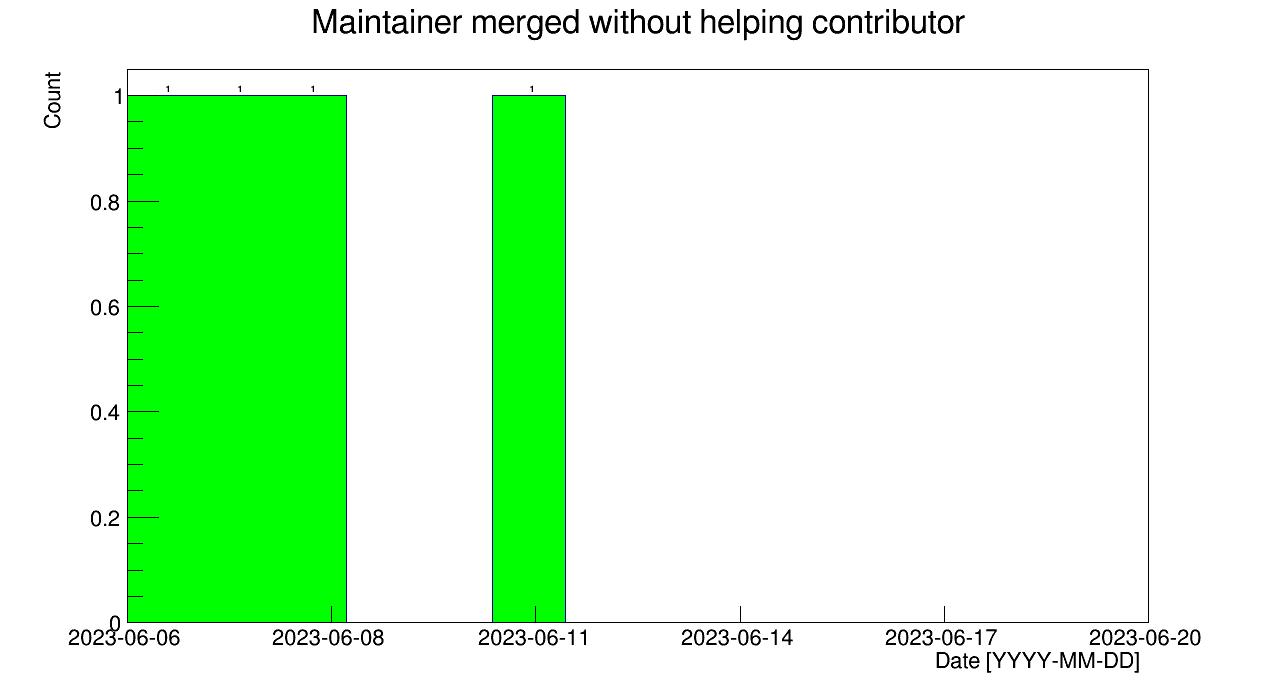 Maintainer merged without helping contributor
Count
1 1 1 1
1
0.8
0.6
0.4
0.2
0
2023-06-06 2023-06-08 2023-06-11 2023-06-14 2023-06-17 2023-06-20
Date [YYYY-MM-DD]